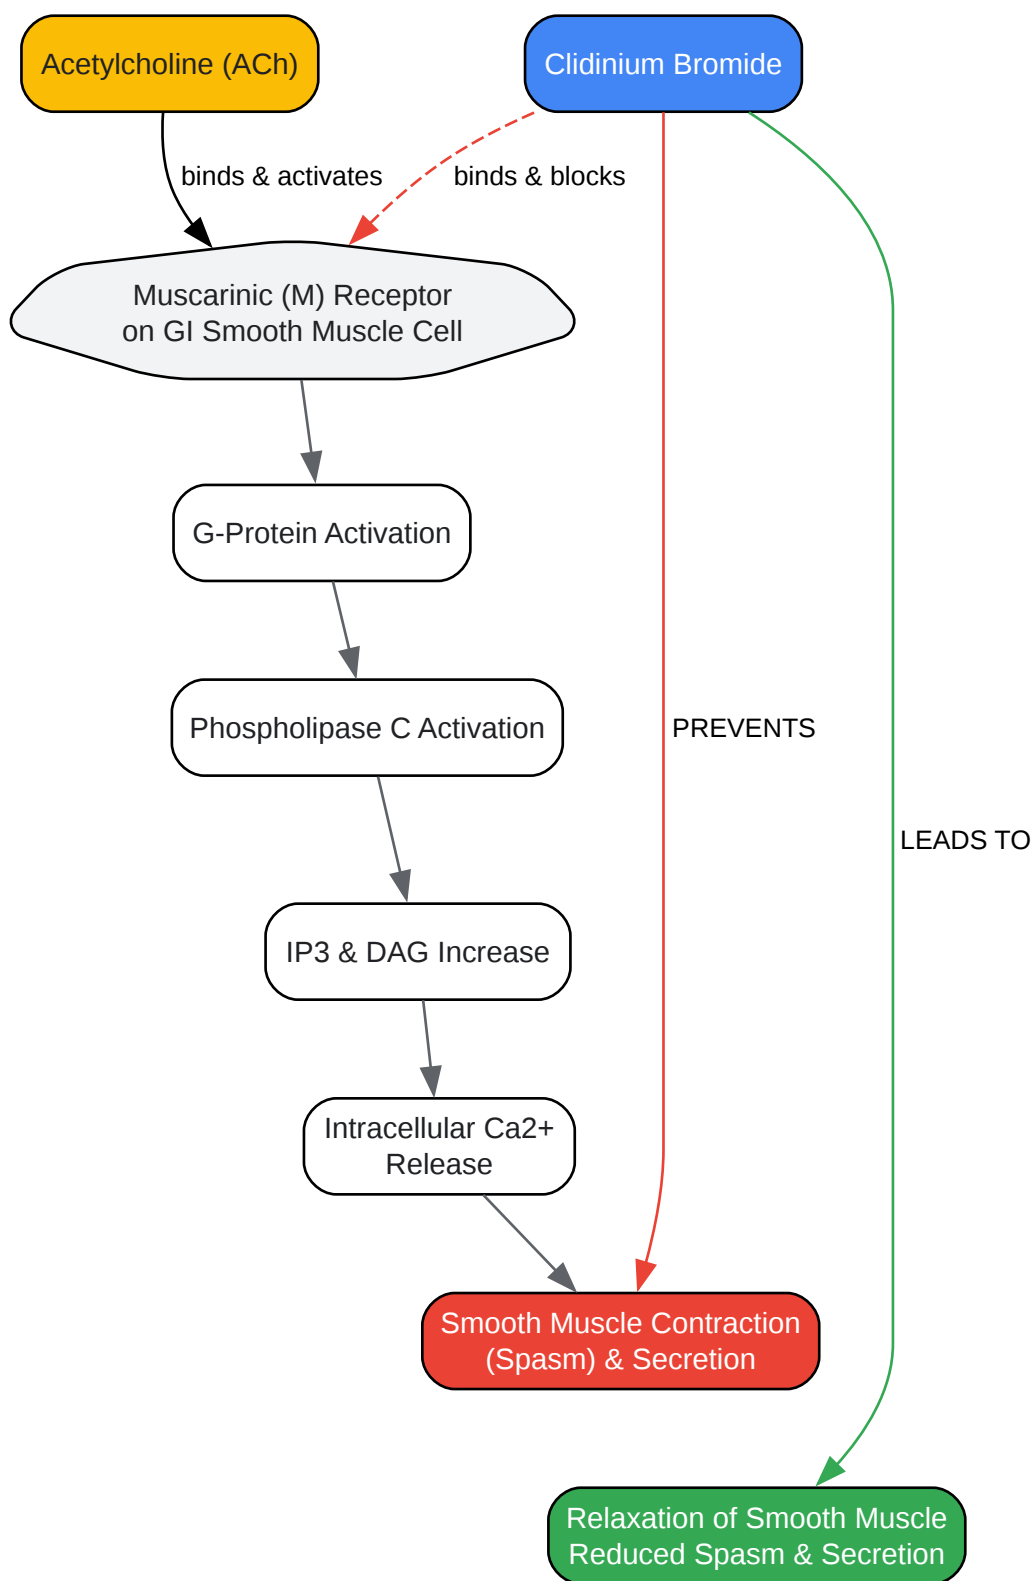 Acetylcholine (ACh)
Clidinium Bromide
binds & activates
binds & blocks
Muscarinic (M) Receptor
on GI Smooth Muscle Cell
G-Protein Activation
Phospholipase C Activation
PREVENTS
LEADS TO
IP3 & DAG Increase
Intracellular Ca2+
Release
Smooth Muscle Contraction
(Spasm) & Secretion
Relaxation of Smooth Muscle
Reduced Spasm & Secretion